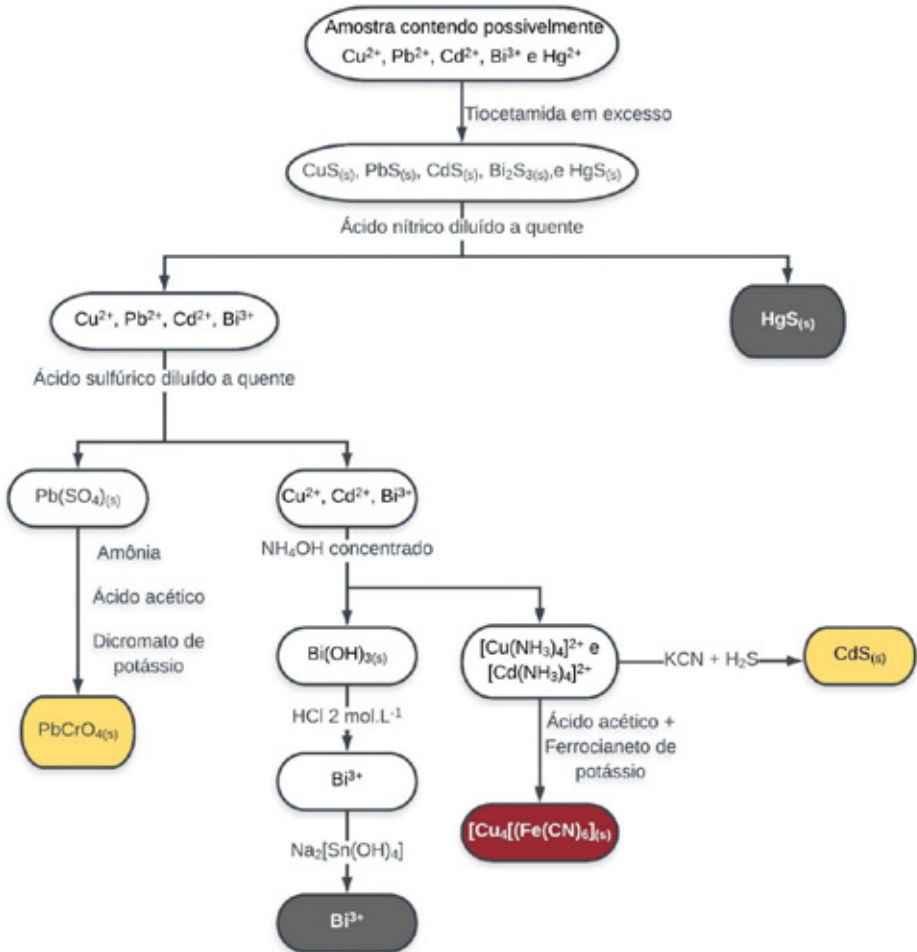 Amostra contendo possivelmente
Cu²⁺, Pb²⁺, Cd²⁺, Bi³⁺ e Hg²⁺
Tiocetamida em excesso
CuS(s), PbS(s), CdS(s), Bi₂S₃(s),e HgS(s)
Ácido nítrico diluído a quente
Cu²⁺, Pb²⁺, Cd²⁺, Bi³⁺
HgS(s)
Ácido sulfúrico diluído a quente
Pb(SO₄)(s)
Cu²⁺, Cd²⁺, Bi³⁺
Amônia
Ácido acético
Dicromato de
potássio
PbCrO₄(s)
NH₄OH concentrado
Bi(OH)₃(s)
HCl 2 mol.L⁻¹
Bi³⁺
Na₂[Sn(OH)₄]
Bi³⁺
[Cu(NH₃)₄]²⁺ e
[Cd(NH₃)₄]²⁺
KCN + H₂S
CdS(s)
Ácido acético +
Ferrocianeto de
potássio
[Cu₄[(Fe(CN)₆](s)